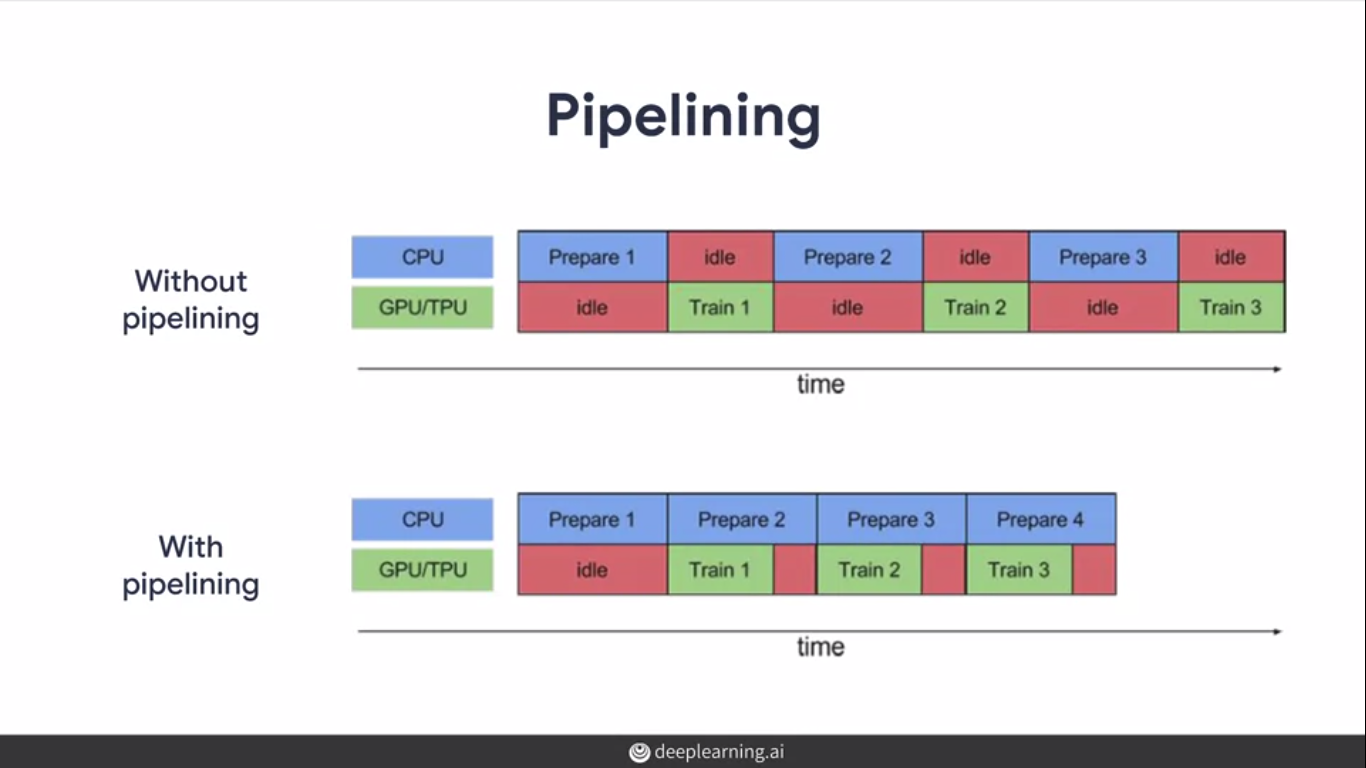 Pipelining
Without
pipelining
CPU
Prepare 1
idle
Prepare 2
idle
Prepare 3
idle
GPU/TPU
idle
Train 1
idle
Train 2
idle
Train 3
time
With
pipelining
CPU
Prepare 1
Prepare 2
Prepare 3
Prepare 4
GPU/TPU
idle
Train 1
Train 2
Train 3
time
deeplearning.ai